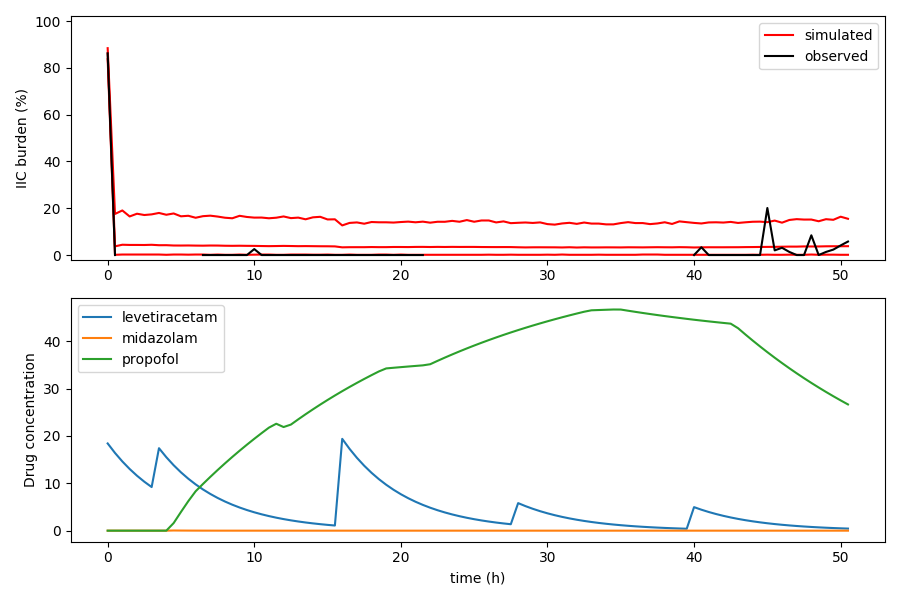 IIC burden (%)
100
80
60
40
20
0
simulated
observed
0 10 20 30 40 50
Drug concentration
40
30
20
10
0
levetiracetam
midazolam
propofol
0 10 20 30 40 50
time (h)